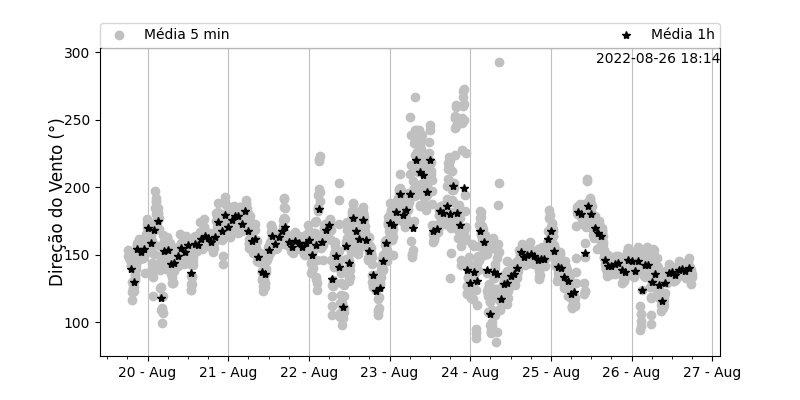 Média 5 min
Média 1h
2022-08-26 18:14
Direção do Vento (°)
300
250
200
150
100
20 - Aug
21 - Aug
22 - Aug
23 - Aug
24 - Aug
25 - Aug
26 - Aug
27 - Aug